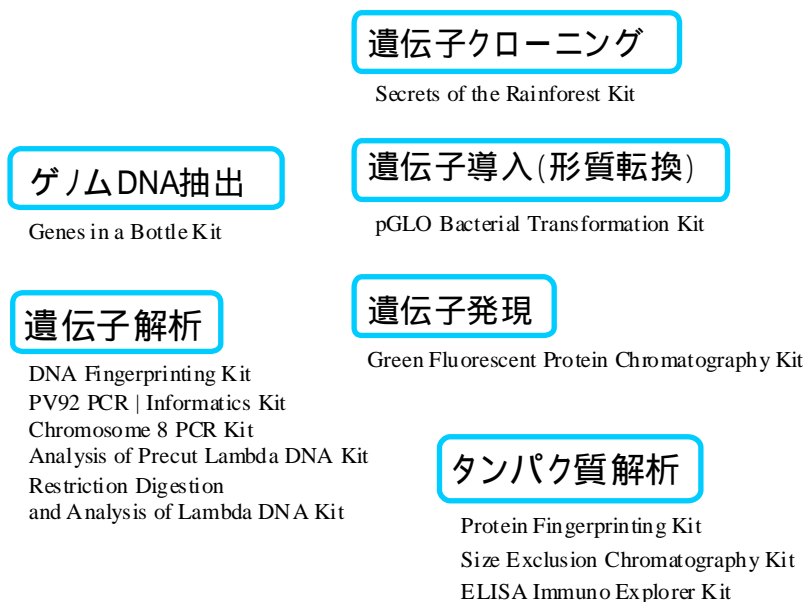 遺伝子クローニング
Secrets of the Rainforest Kit
ゲノムDNA抽出
Genes in a Bottle Kit
遺伝子導入(形質転換)
pGLO Bacterial Transformation Kit
遺伝子解析
DNA Fingerprinting Kit
PV92 PCR | Informatics Kit
Chromosome 8 PCR Kit
Analysis of Precut Lambda DNA Kit
Restriction Digestion
and Analysis of Lambda DNA Kit
遺伝子発現
Green Fluorescent Protein Chromatography Kit
タンパク質解析
Protein Fingerprinting Kit
Size Exclusion Chromatography Kit
ELISA Immuno Explorer Kit